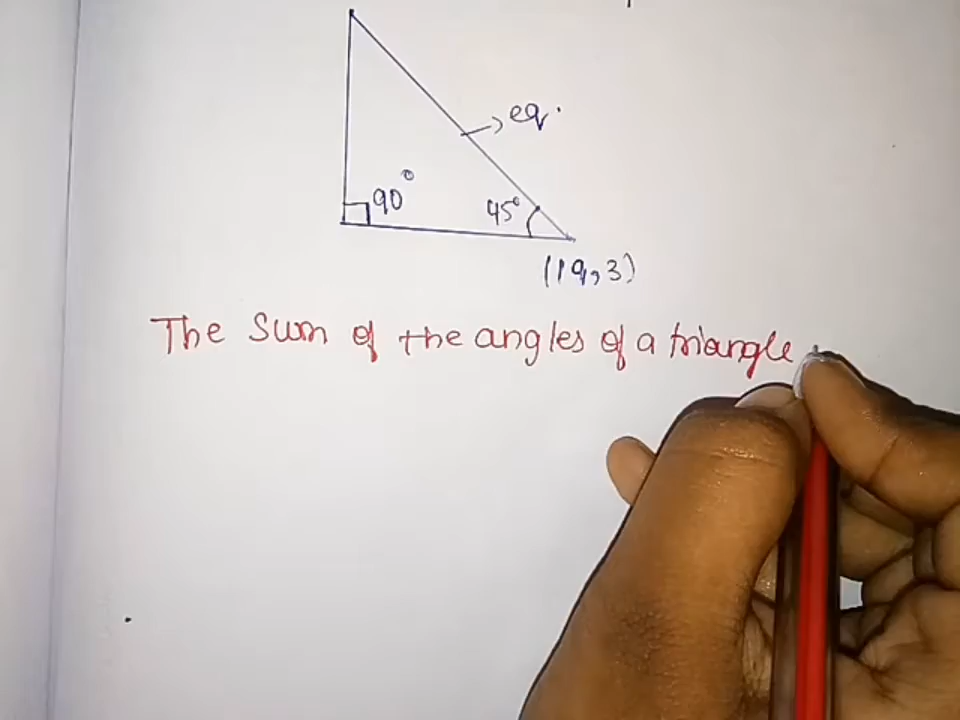 eq.
90°
45°
(19,3)
The Sum of the angles of a triangle